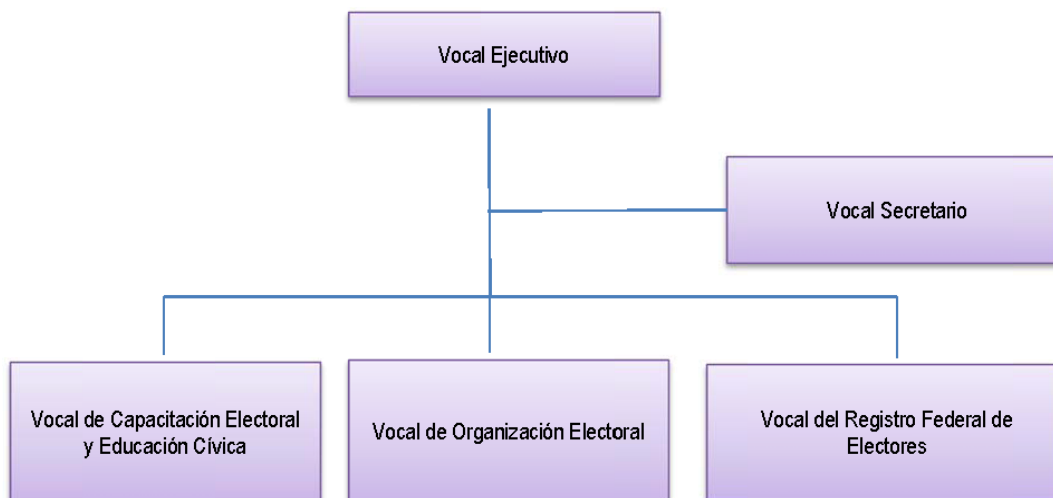 Vocal Ejecutivo
Vocal Secretario
Vocal de Capacitación Electoral
y Educación Cívica
Vocal de Organización Electoral
Vocal del Registro Federal de
Electores